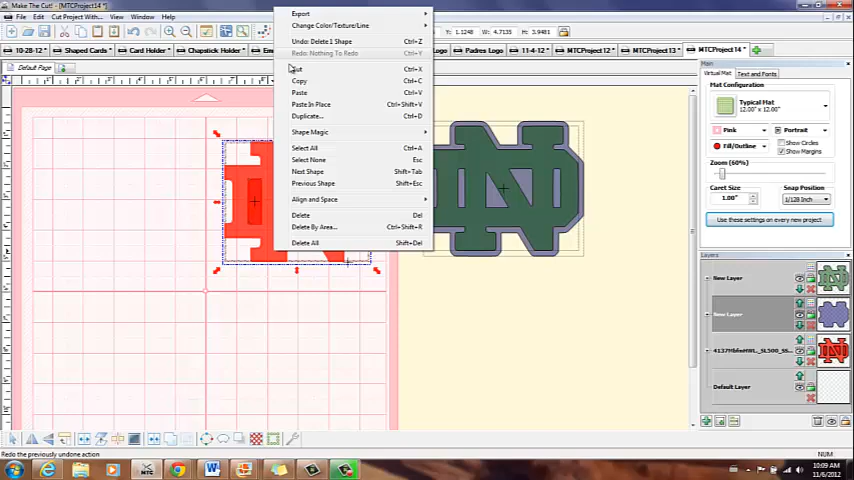 Make The Cut! - [MTCProject14 *]
File Cut Project With... View Window Help
Y: 1.1248 W: 4.7135 H: 3.9481
10-28-12 * Shaped Cards * Card Holder * Chapstick Holder * Padres Logo * 11-4-12 * MTCProject12 * MTCProject13 * MTCProject14 *
Default Page
Export
Change Color/Texture/Line
Undo: Delete 1 Shape Ctrl+Z
Redo: Nothing To Redo Ctrl+Y
Cut Ctrl+X
Copy Ctrl+C
Paste Ctrl+V
Paste In Place Ctrl+Shift+V
Duplicate... Ctrl+D
Shape Magic
Select All Ctrl+A
Select None Esc
Next Shape Shift+Tab
Previous Shape Shift+Esc
Align and Space
Delete Del
Delete By Area... Ctrl+Shift+R
Delete All Shift+Del
Main
Virtual Mat Text and Fonts
Mat Configuration
Typical Mat
12.00" x 12.00"
Pink Portrait
Fill/Outline Show Circles
Show Margins
Zoom (60%)
Caret Size Snap Position
1.00" 1/128 Inch
Use these settings on every new project
Layers
New Layer
New Layer
Default Layer
Redo the previously undone action
NUM
10:09 AM
11/6/2012